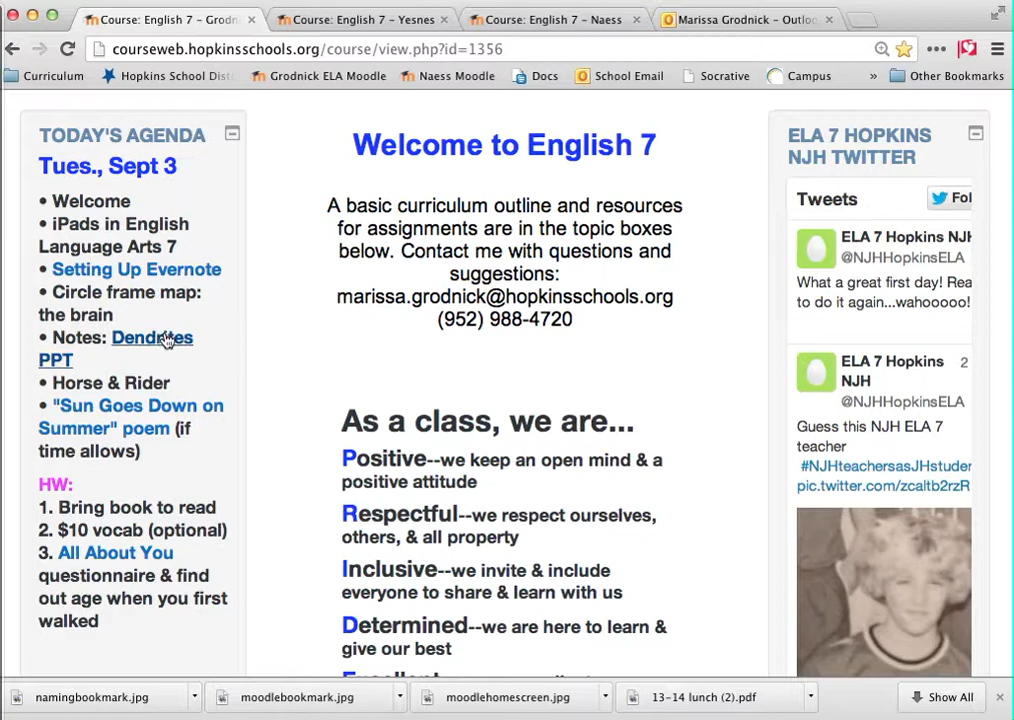 Course: English 7 – Grodn
Course: English 7 – Yesnes
Course: English 7 – Naess
Marissa Grodnick – Outloo
courseweb.hopkinsschools.org/course/view.php?id=1356
Curriculum
Hopkins School Dist
Grodnick ELA Moodle
Naess Moodle
Docs
School Email
Socrative
Campus
»
Other Bookmarks
TODAY'S AGENDA
Tues., Sept 3
• Welcome
• iPads in English
Language Arts 7
• Setting Up Evernote
• Circle frame map:
the brain
• Notes: Dendrites
PPT
• Horse & Rider
• "Sun Goes Down on
Summer" poem (if
time allows)
HW:
1. Bring book to read
2. $10 vocab (optional)
3. All About You
questionnaire & find
out age when you first
walked
Welcome to English 7
A basic curriculum outline and resources
for assignments are in the topic boxes
below. Contact me with questions and
suggestions:
marissa.grodnick@hopkinsschools.org
(952) 988-4720
As a class, we are...
Positive--we keep an open mind & a
positive attitude
Respectful--we respect ourselves,
others, & all property
Inclusive--we invite & include
everyone to share & learn with us
Determined--we are here to learn &
give our best
ELA 7 HOPKINS
NJH TWITTER
Tweets
Fol
ELA 7 Hopkins NJH
@NJHHopkinsELA
What a great first day! Rea
to do it again...wahoooo!
ELA 7 Hopkins
NJH
2
@NJHHopkinsELA
Guess this NJH ELA 7
teacher
#NJHteachersasJHstuden
pic.twitter.com/zcaltb2rzR
namingbookmark.jpg
moodlebookmark.jpg
moodlehomescreen.jpg
13-14 lunch (2).pdf
Show All